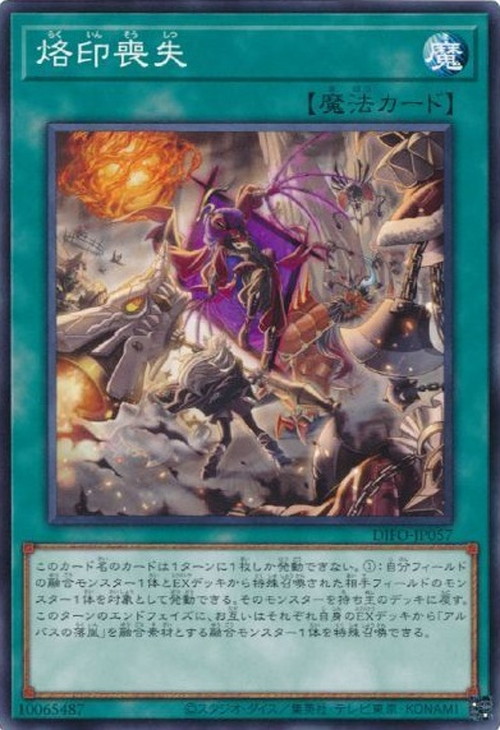 烙印喪失
魔
【魔法カード】
DIFO-JP057
このカード名のカードは1ターンに1枚しか発動できない。①:自分フィールド
の融合モンスター1体とEXデッキから特殊召喚された相手フィールドのモンス
ター1体を対象として発動できる。そのモンスターを持ち主のデッキに戻す。
このターンのエンドフェイズに、お互いはそれぞれ自身のEXデッキから「アル
バスの落胤」を融合素材とする融合モンスター1体を特殊召喚できる。
10065487
©スタジオ・ダイス/集英社・テレビ東京・KONAMI